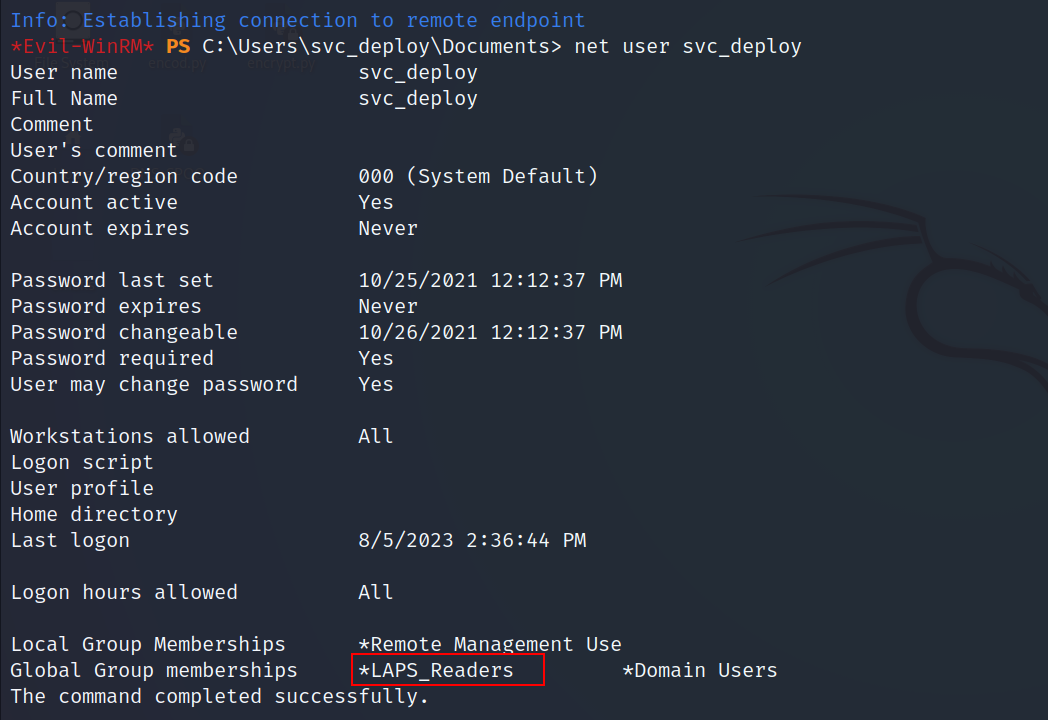 Info: Establishing connection to remote endpoint
*Evil-WinRM* PS C:\Users\svc_deploy\Documents> net user svc_deploy
User name                    svc_deploy
Full Name                    svc_deploy
Comment
User's comment
Country/region code          000 (System Default)
Account active               Yes
Account expires              Never
Password last set            10/25/2021 12:12:37 PM
Password expires             Never
Password changeable          10/26/2021 12:12:37 PM
Password required            Yes
User may change password     Yes
Workstations allowed         All
Logon script
User profile
Home directory
Last logon                   8/5/2023 2:36:44 PM
Logon hours allowed          All
Local Group Memberships      *Remote Management Use
Global Group memberships     *LAPS_Readers         *Domain Users
The command completed successfully.